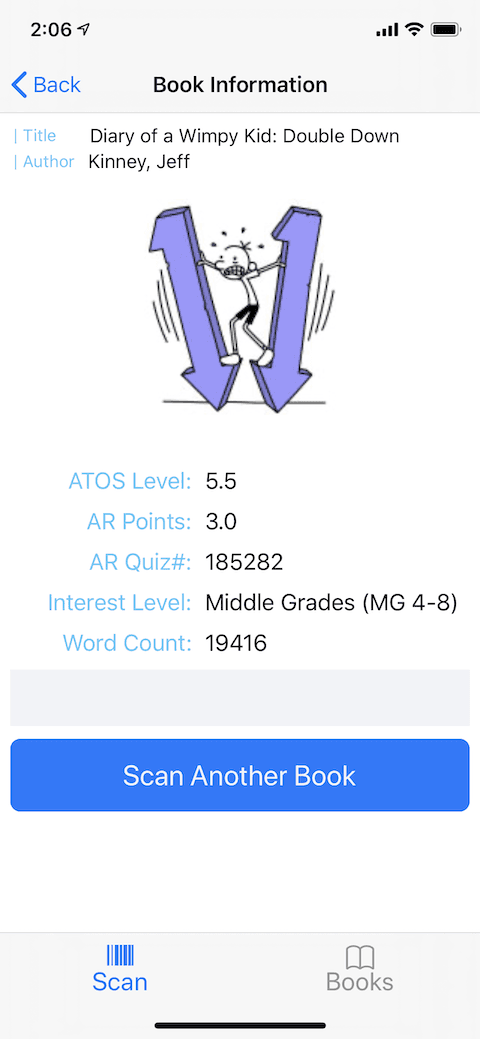 2:06
Back
Book Information
| Title Diary of a Wimpy Kid: Double Down
| Author Kinney, Jeff
ATOS Level: 5.5
AR Points: 3.0
AR Quiz#: 185282
Interest Level: Middle Grades (MG 4-8)
Word Count: 19416
Scan Another Book
Scan
Books